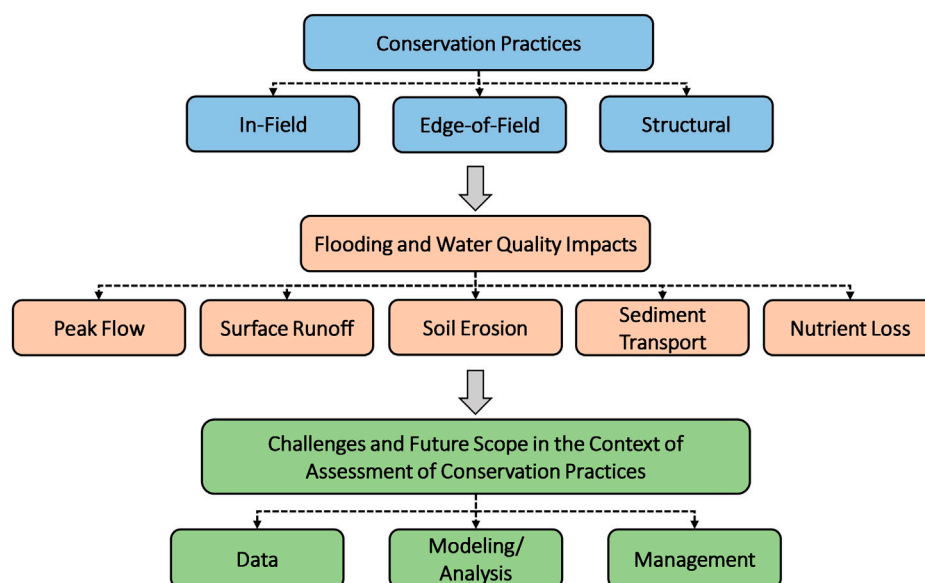 Conservation Practices
In-Field
Edge-of-Field
Structural
Flooding and Water Quality Impacts
Peak Flow
Surface Runoff
Soil Erosion
Sediment
Transport
Nutrient Loss
Challenges and Future Scope in the Context of
Assessment of Conservation Practices
Data
Modeling/
Analysis
Management